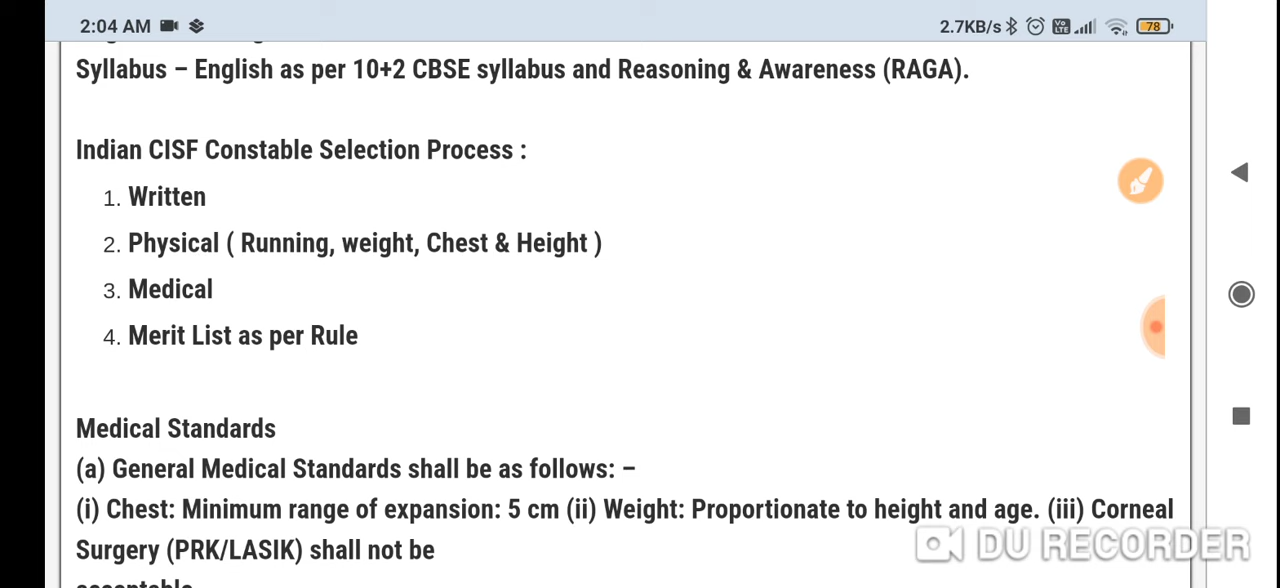 2:04 AM 2.7KB/s Vo LTE 78
Syllabus – English as per 10+2 CBSE syllabus and Reasoning & Awareness (RAGA).
Indian CISF Constable Selection Process :
1. Written
2. Physical ( Running, weight, Chest & Height )
3. Medical
4. Merit List as per Rule
Medical Standards
(a) General Medical Standards shall be as follows: –
(i) Chest: Minimum range of expansion: 5 cm (ii) Weight: Proportionate to height and age. (iii) Corneal
Surgery (PRK/LASIK) shall not be
DU RECORDER
acceptable